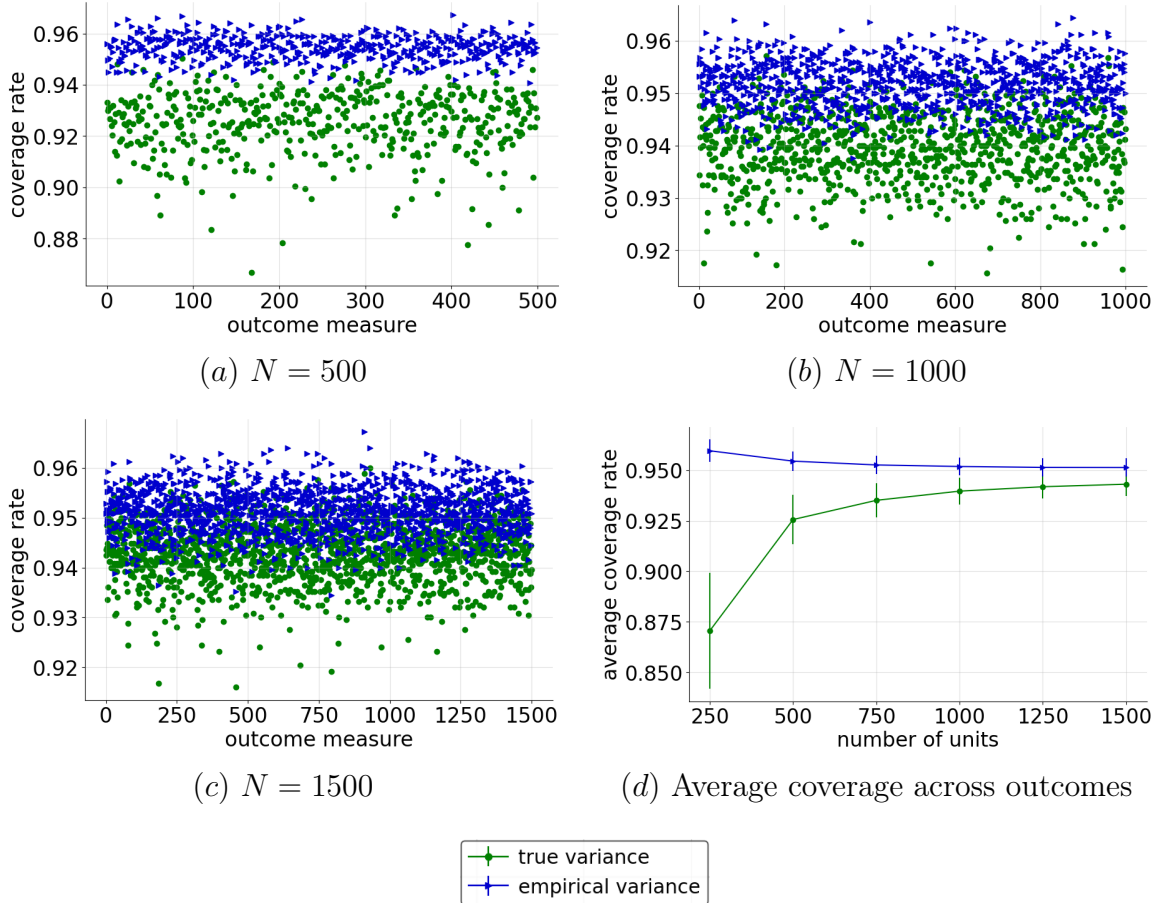 coverage rate
0.96
0.94
0.92
0.90
0.88
0 100 200 300 400 500
outcome measure
(a) N = 500
coverage rate
0.96
0.95
0.94
0.93
0.92
0 200 400 600 800 1000
outcome measure
(b) N = 1000
coverage rate
0.96
0.95
0.94
0.93
0.92
0 250 500 750 1000 1250 1500
outcome measure
(c) N = 1500
average coverage rate
0.950
0.925
0.900
0.875
0.850
250 500 750 1000 1250 1500
number of units
(d) Average coverage across outcomes
true variance
empirical variance